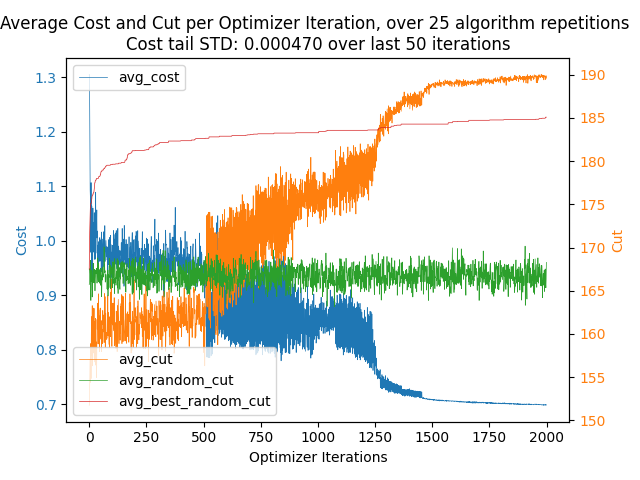 Average Cost and Cut per Optimizer Iteration, over 25 algorithm repetitions
Cost tail STD: 0.000470 over last 50 iterations
avg_cost
1.3
1.2
1.1
1.0
0.9
0.8
0.7
Cost
190
185
180
175
170
165
160
155
150
Cut
avg_cut
avg_random_cut
avg_best_random_cut
0
250
500
750
1000
1250
1500
1750
2000
Optimizer Iterations